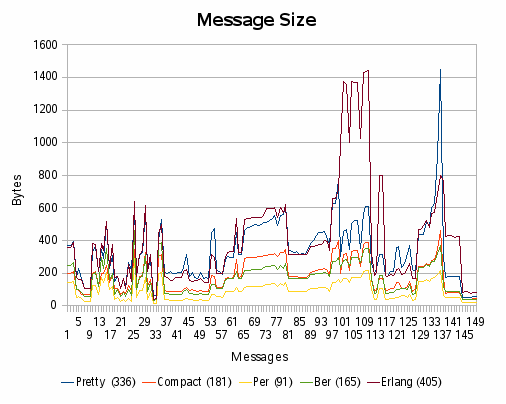 Message Size
1600
1400
1200
1000
800
600
400
200
0
Bytes
5 13 21 29 37 45 53 61 69 77 85 93 101 109 117 125 133 141 149
1 9 17 25 33 41 49 57 65 73 81 89 97 105 113 121 129 137 145
Messages
Pretty (336) Compact (181) Per (91) Ber (165) Erlang (405)